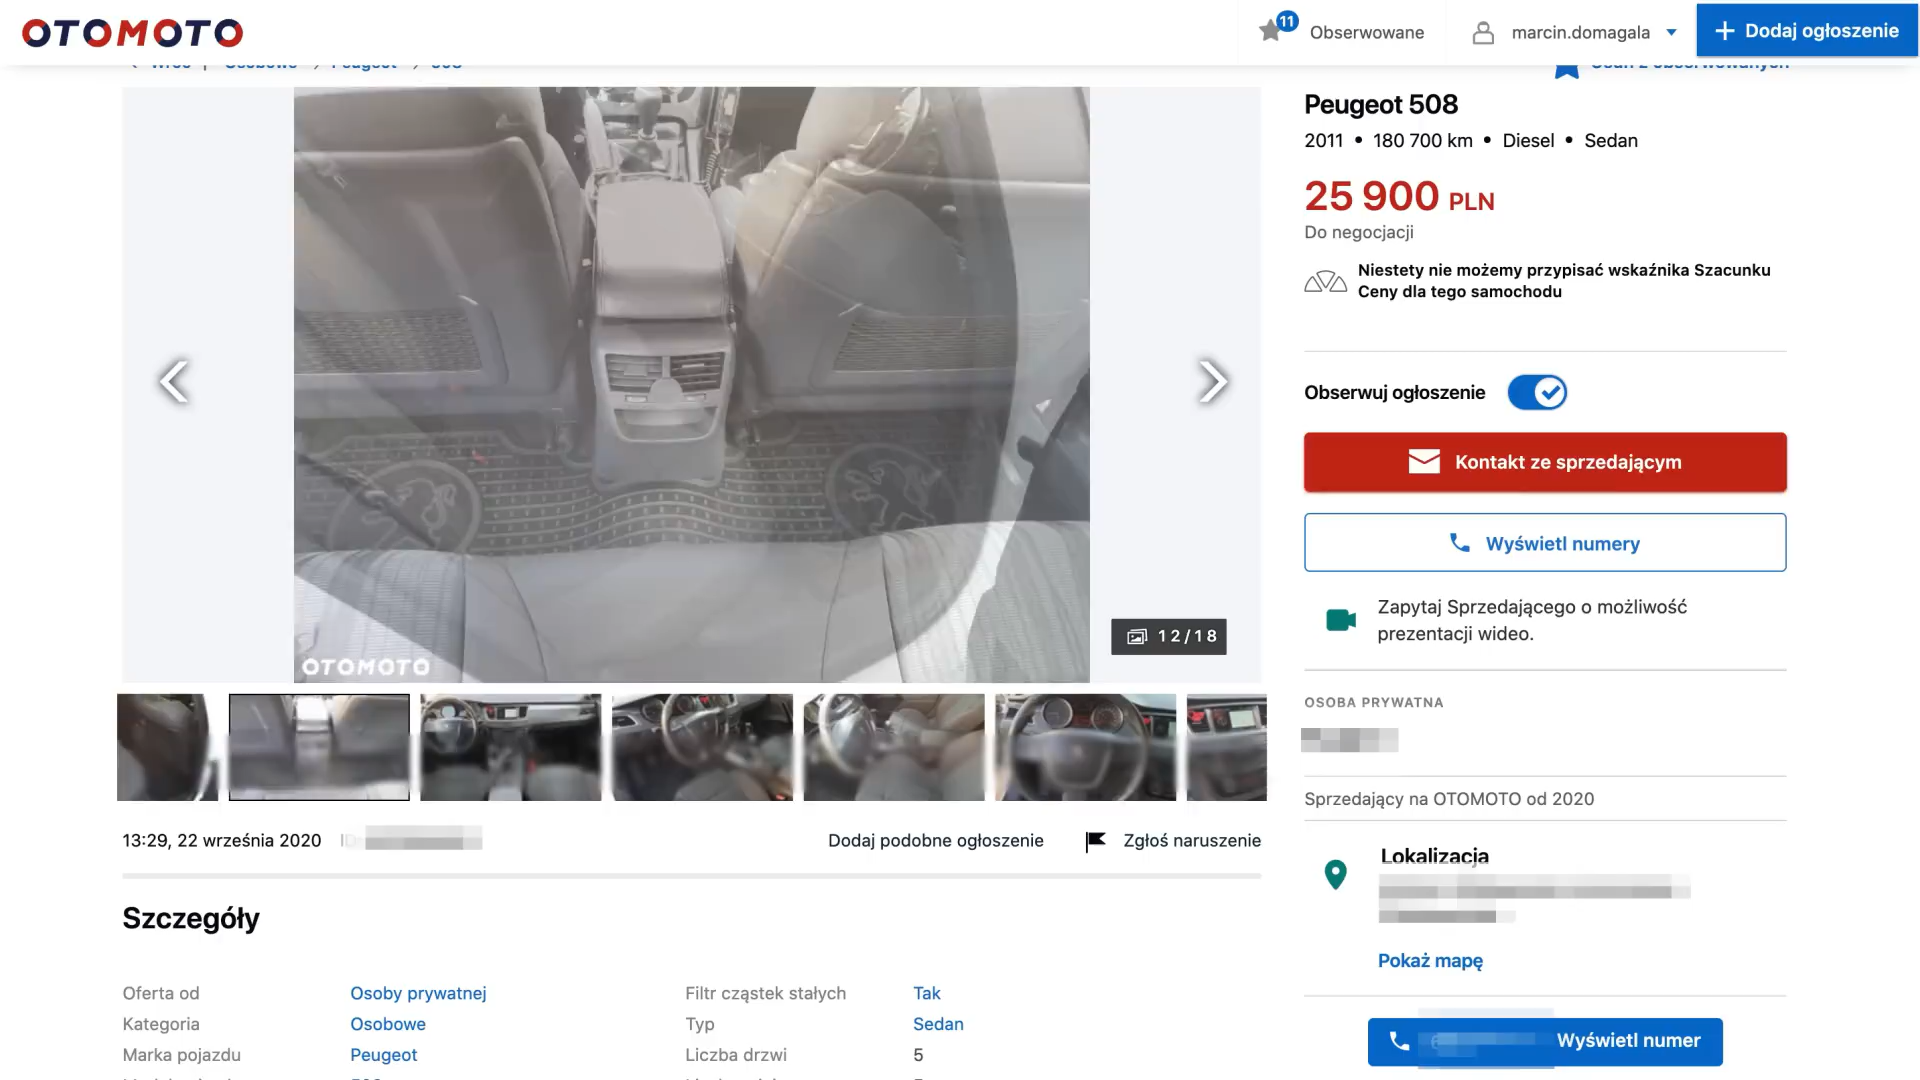 OTOMOTO
11
Obserwowane
marcin.domagala
Dodaj ogłoszenie
Peugeot 508
2011 • 180 700 km • Diesel • Sedan
25 900 PLN
Do negocjacji
Niestety nie możemy przypisać wskaźnika Szacunku
Ceny dla tego samochodu
Obserwuj ogłoszenie
Kontakt ze sprzedającym
Wyświetl numery
Zapytaj Sprzedającego o możliwość
prezentacji wideo.
OTOMOTO
12/18
OSOBA PRYWATNA
Sprzedający na OTOMOTO od 2020
13:29, 22 września 2020
Dodaj podobne ogłoszenie
Zgłoś naruszenie
Lokalizacja
Pokaż mapę
Szczegóły
Oferta od Osoby prywatnej
Filtr cząstek stałych Tak
Kategoria Osobowe
Typ Sedan
Marka pojazdu Peugeot
Liczba drzwi 5
Wyświetl numer